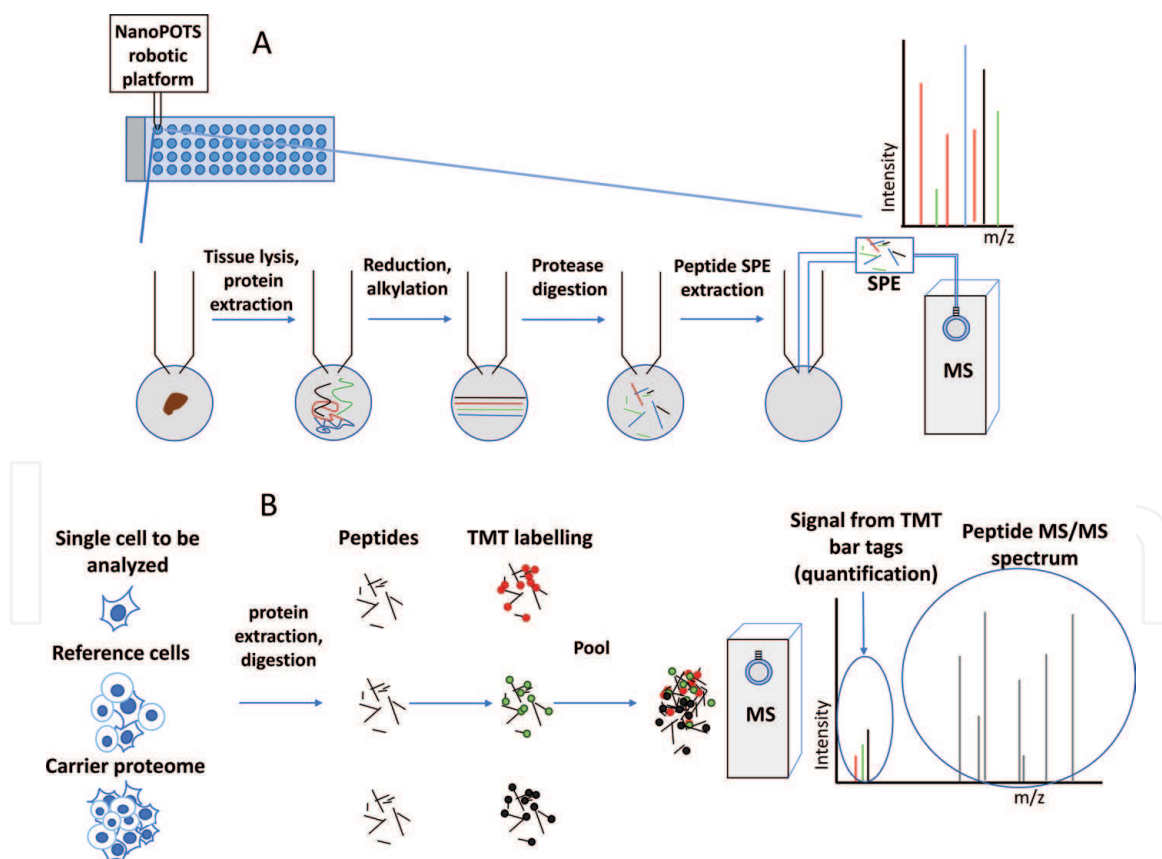 A
NanoPOTS
robotic
platform
Intensity
m/z
Tissue lysis,
protein
extraction
Reduction,
alkylation
Protease
digestion
Peptide SPE
extraction
SPE
MS
B
Single cell to be
analyzed
Reference cells
Carrier proteome
protein
extraction,
digestion
Peptides
TMT labelling
Pool
MS
Signal from TMT
bar tags
(quantification)
Peptide MS/MS
spectrum
Intensity
m/z